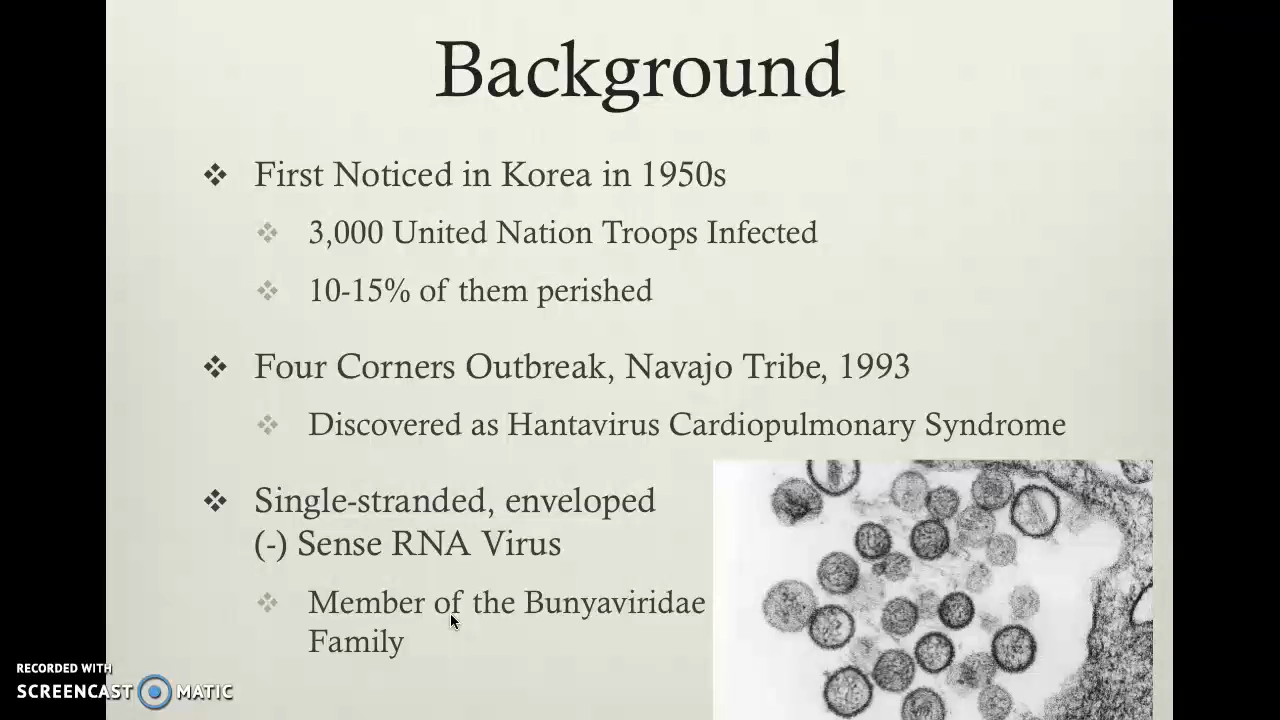 Background
First Noticed in Korea in 1950s
3,000 United Nation Troops Infected
10-15% of them perished
Four Corners Outbreak, Navajo Tribe, 1993
Discovered as Hantavirus Cardiopulmonary Syndrome
Single-stranded, enveloped
(-) Sense RNA Virus
Member of the Bunyaviridae
Family
RECORDED WITH
SCREENCAST MATIC